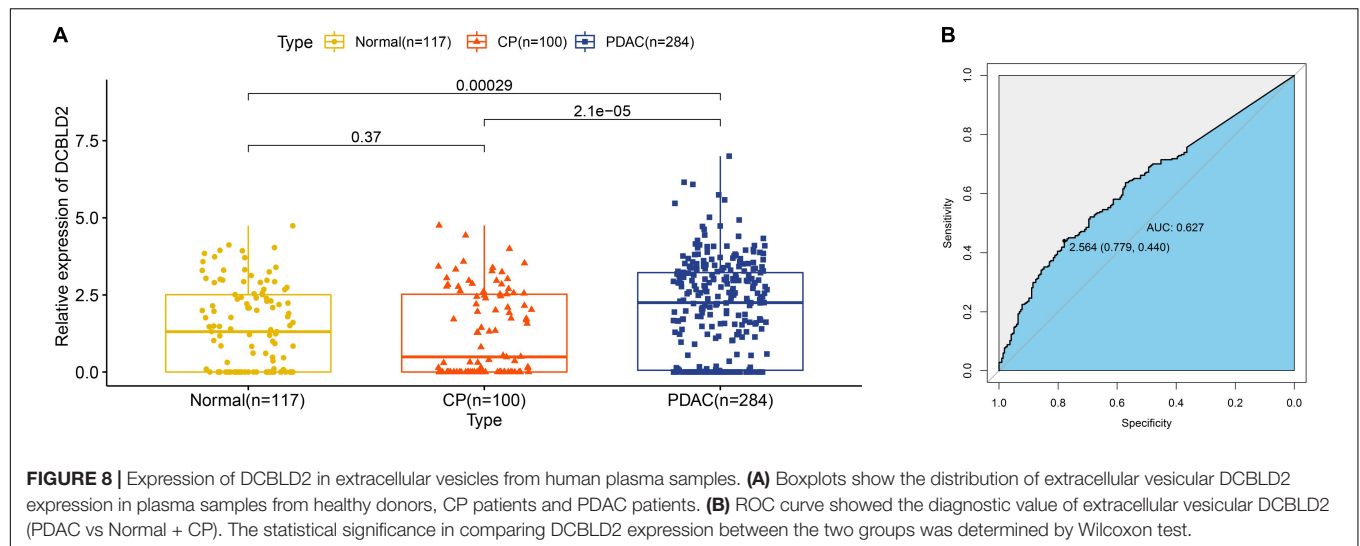 A
Type Normal(n=117) CP(n=100) PDAC(n=284)
Relative expression of DCBLD2
7.5
5.0
2.5
0.0
0.00029
2.1e−05
0.37
Normal(n=117) CP(n=100) PDAC(n=284)
Type
B
Sensitivity
1.0
0.8
0.6
0.4
0.2
0.0
AUC: 0.627
2.564 (0.779, 0.440)
1.0 0.8 0.6 0.4 0.2 0.0
Specificity
FIGURE 8 | Expression of DCBLD2 in extracellular vesicles from human plasma samples. (A) Boxplots show the distribution of extracellular vesicular DCBLD2
expression in plasma samples from healthy donors, CP patients and PDAC patients. (B) ROC curve showed the diagnostic value of extracellular vesicular DCBLD2
(PDAC vs Normal + CP). The statistical significance in comparing DCBLD2 expression between the two groups was determined by Wilcoxon test.